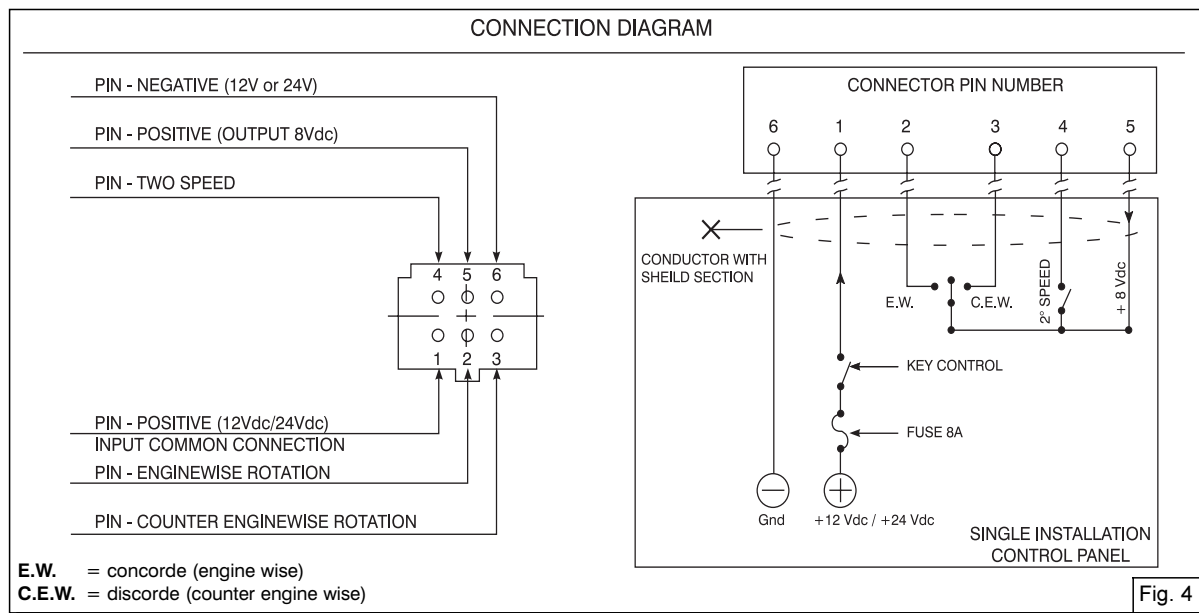 CONNECTION DIAGRAM
PIN - NEGATIVE (12V or 24V)
PIN - POSITIVE (OUTPUT 8Vdc)
PIN - TWO SPEED
4 5 6
1 2 3
PIN - POSITIVE (12Vdc/24Vdc)
INPUT COMMON CONNECTION
PIN - ENGINEWISE ROTATION
PIN - COUNTER ENGINEWISE ROTATION
E.W. = concorde (engine wise)
C.E.W. = discorde (counter engine wise)
CONNECTOR PIN NUMBER
6 1 2 3 4 5
CONDUCTOR WITH
SHEILD SECTION
E.W.
C.E.W.
2° SPEED
+ 8 Vdc
KEY CONTROL
FUSE 8A
Gnd
+12 Vdc / +24 Vdc
SINGLE INSTALLATION
CONTROL PANEL
Fig. 4